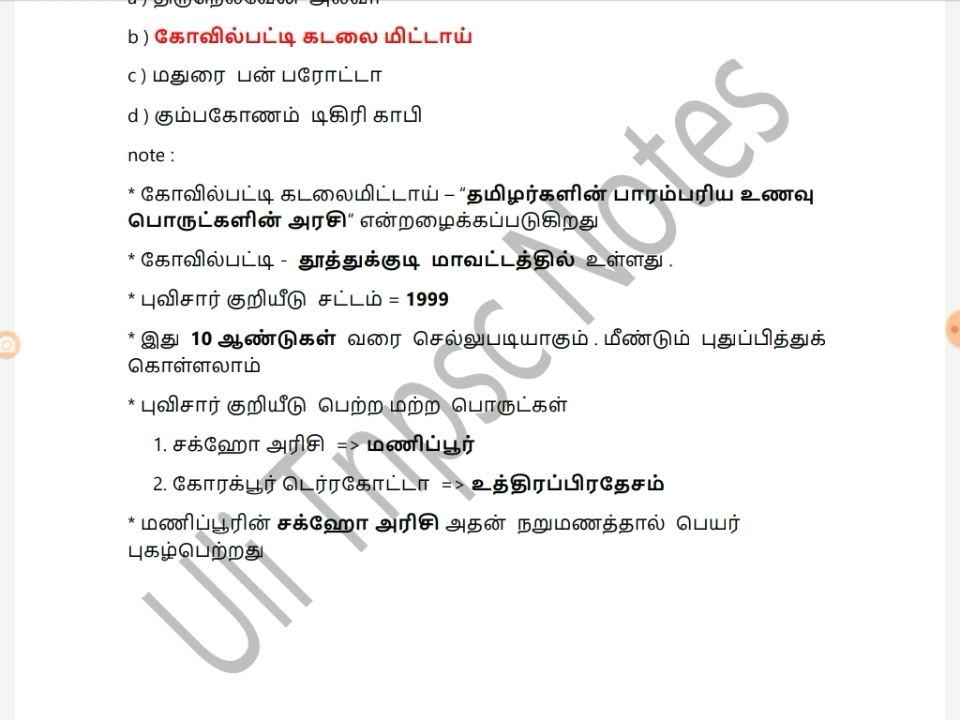 b ) கோவில்பட்டி கடலை மிட்டாய்
c ) மதுரை பன் பரோட்டா
d ) கும்பகோணம் டிகிரி காபி
note :
* கோவில்பட்டி கடலைமிட்டாய் – “தமிழர்களின் பாரம்பரிய உணவு
பொருட்களின் அரசி” என்றழைக்கப்படுகிறது
* கோவில்பட்டி - தூத்துக்குடி மாவட்டத்தில் உள்ளது .
* புவிசார் குறியீடு சட்டம் = 1999
* இது 10 ஆண்டுகள் வரை செல்லுபடியாகும் . மீண்டும் புதுப்பித்துக்
கொள்ளலாம்
* புவிசார் குறியீடு பெற்ற மற்ற பொருட்கள்
1. சக்ஹோ அரிசி => மணிப்பூர்
2. கோரக்பூர் டெர்ரகோட்டா => உத்திரப்பிரதேசம்
* மணிப்பூரின் சக்ஹோ அரிசி அதன் நறுமணத்தால் பெயர்
புகழ்பெற்றது
Uli Tnpsc Notes